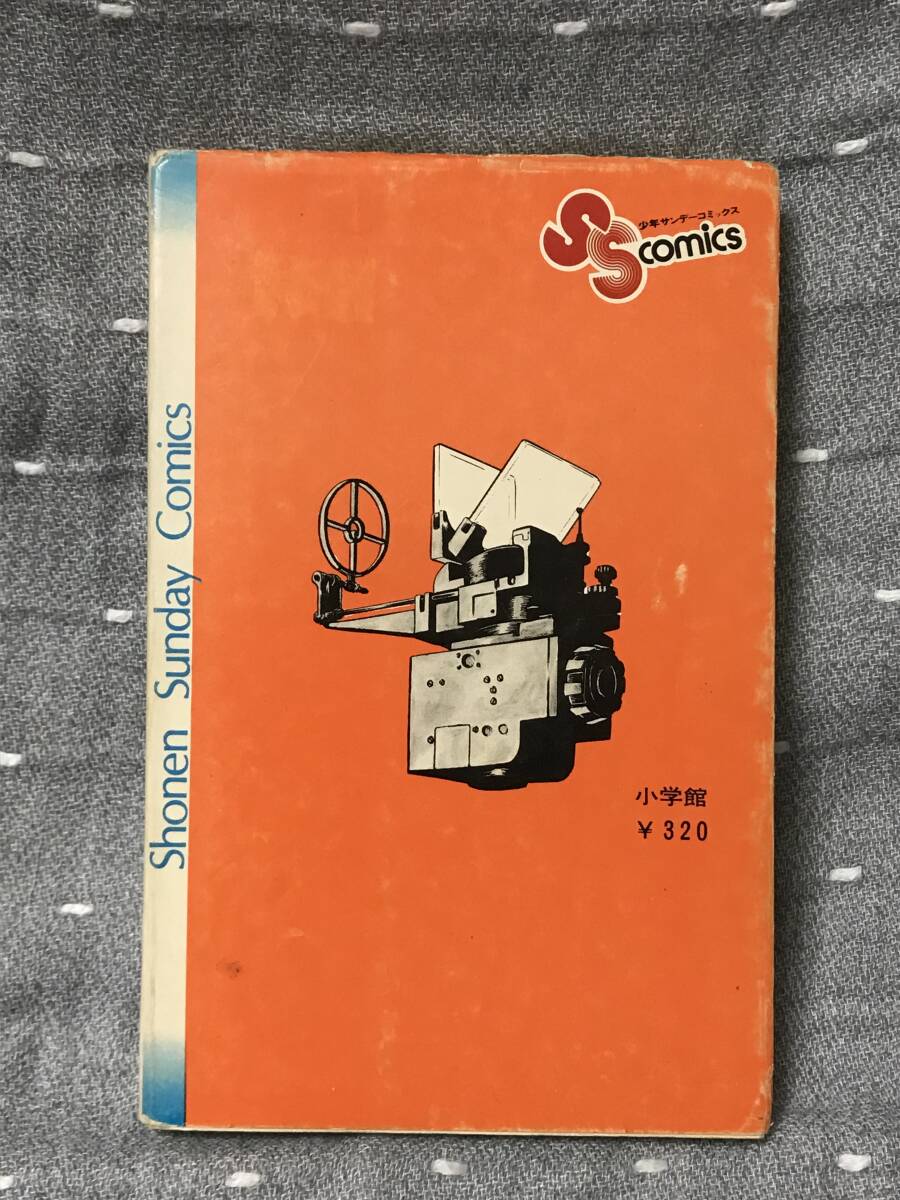 少年サンデーコミックス
SS comics
Shonen Sunday Comics
小学館
¥320